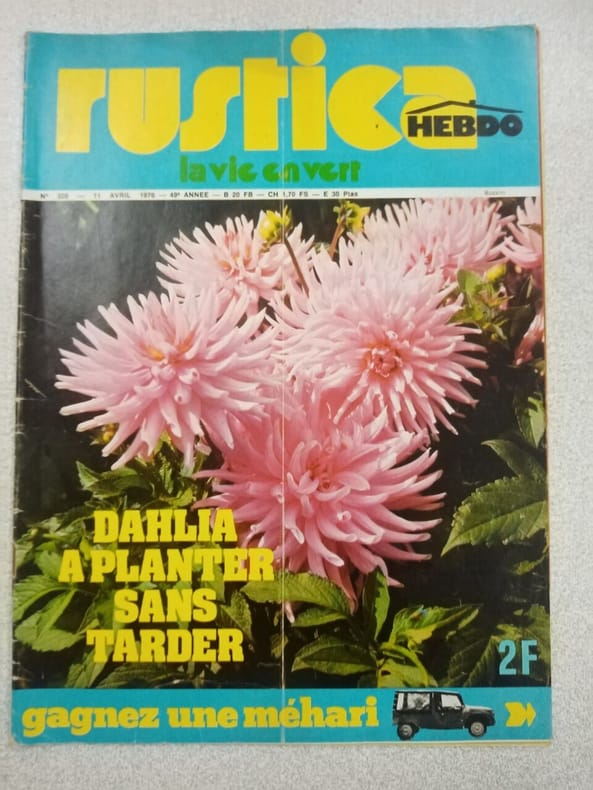 rustica
HEBDO
la vie en vert
N° 328 — 11 AVRIL 1976 — 49e ANNEE — B 20 FB — CH 1,70 FS — E 30 Ptas
DAHLIA
A PLANTER
SANS
TARDER
2F
gagnez une méhari